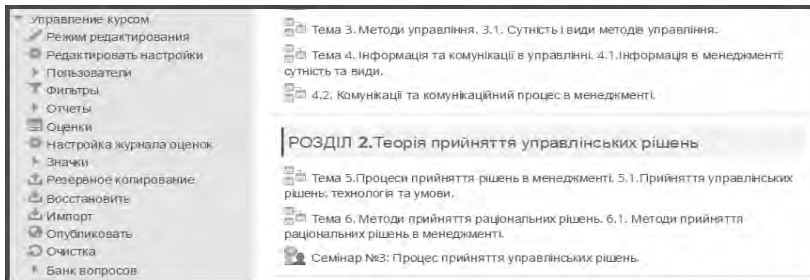 Управление курсом
Режим редактирования
Редактировать настройки
Пользователи
Фильтры
Отчеты
Оценки
Настройка журнала оценок
Значки
Резервное копирование
Восстановить
Импорт
Опубликовать
Очистка
Банк вопросов
Тема 3. Методи управління. 3.1. Сутність і види методів управління.
Тема 4. Інформація та комунікації в управлінні. 4.1.Інформація в менеджменті:
сутність та види.
4.2. Комунікації та комунікаційний процес в менеджменті.
РОЗДІЛ 2.Теорія прийняття управлінських рішень
Тема 5.Процеси прийняття рішень в менеджменті. 5.1.Прийняття управлінських
рішень: технологія та умови.
Тема 6. Методи прийняття раціональних рішень. 6.1. Методи прийняття
раціональних рішень в менеджменті.
Семінар №3: Процес прийняття управлінських рішень.